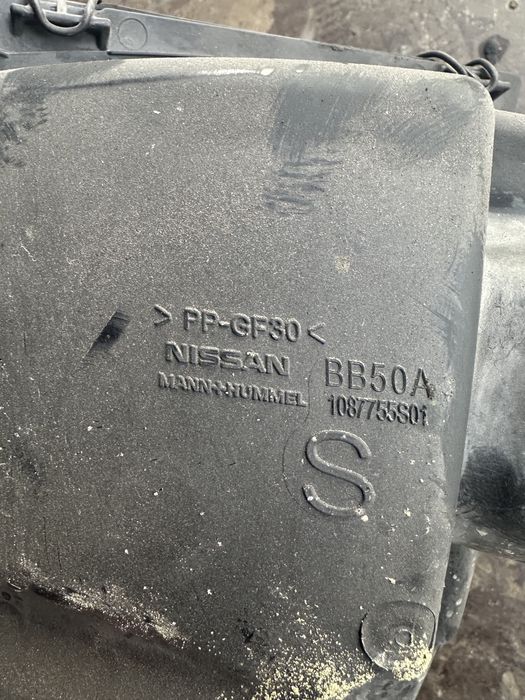 >PP-GF30<
NISSAN
MANN+HUMMEL
BB50A
1087755S01
S